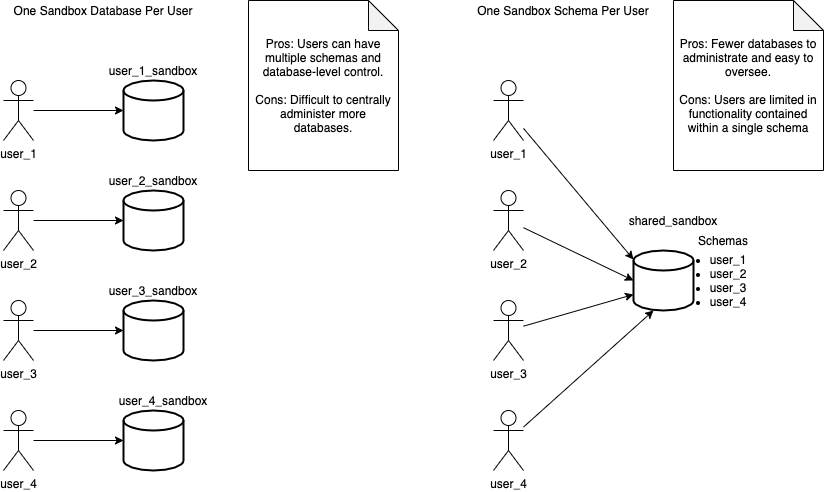 One Sandbox Database Per User
Pros: Users can have
multiple schemas and
database-level control.
Cons: Difficult to centrally
administer more
databases.
user_1_sandbox
user_1
user_2_sandbox
user_2
user_3_sandbox
user_3
user_4_sandbox
user_4
One Sandbox Schema Per User
Pros: Fewer databases to
administrate and easy to
oversee.
Cons: Users are limited in
functionality contained
within a single schema
user_1
user_2
user_3
user_4
shared_sandbox
Schemas
• user_1
• user_2
• user_3
• user_4